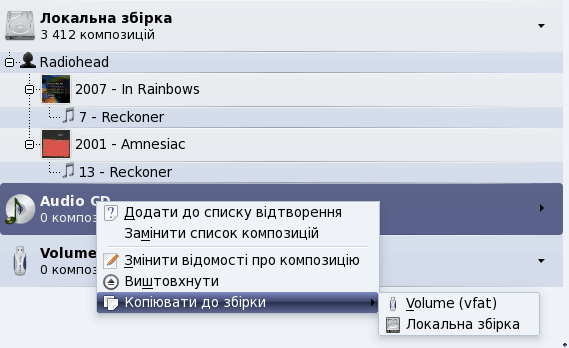 Локальна збірка
3 412 композицій
Radiohead
2007 - In Rainbows
7 - Reckoner
2001 - Amnesiac
13 - Reckoner
Audio CD
0 композ
Додати до списку відтворення
Замінити список композицій
Volume
0 композ
Змінити відомості про композицію
Виштовхнути
Копіювати до збірки
Volume (vfat)
Локальна збірка